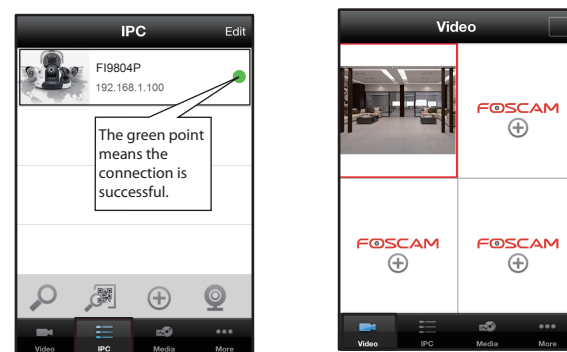 IPC Edit
FI9804P
192.168.1.100
The green point
means the
connection is
successful.
Video IPC Media More
Video
FOSCAM
FOSCAM FOSCAM
Video IPC Media More